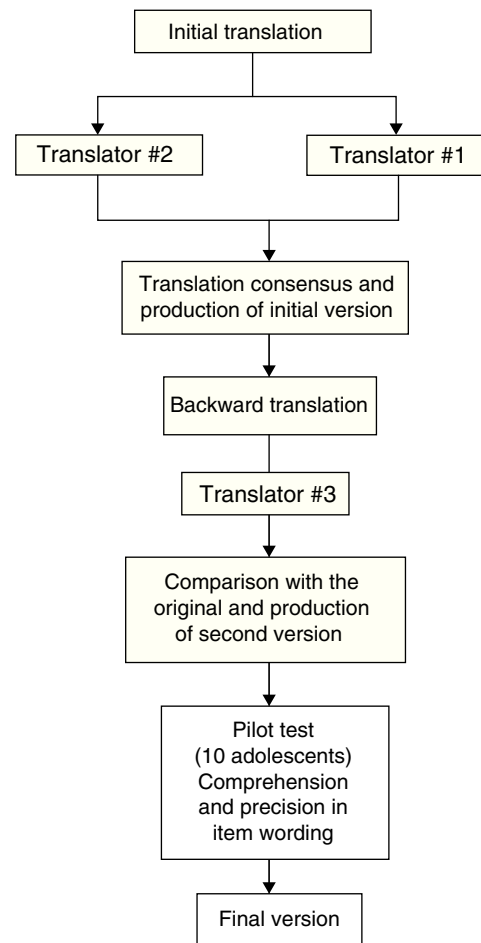 Initial translation
Translator #2
Translator #1
Translation consensus and
production of initial version
Backward translation
Translator #3
Comparison with the
original and production
of second version
Pilot test
(10 adolescents)
Comprehension
and precision in
item wording
Final version